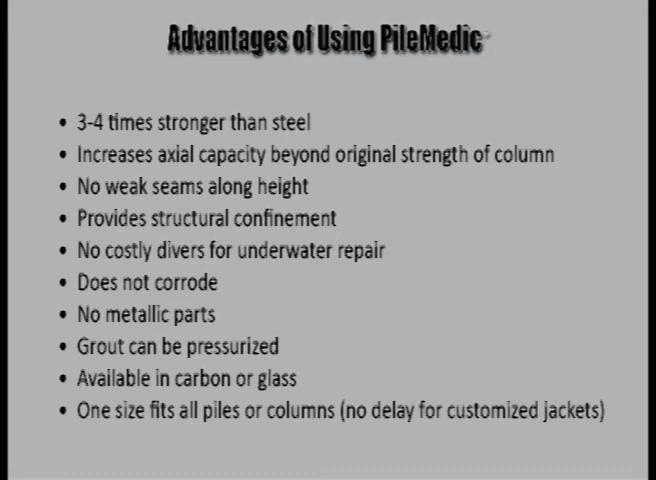 Advantages of Using PileMedic
• 3-4 times stronger than steel
• Increases axial capacity beyond original strength of column
• No weak seams along height
• Provides structural confinement
• No costly divers for underwater repair
• Does not corrode
• No metallic parts
• Grout can be pressurized
• Available in carbon or glass
• One size fits all piles or columns (no delay for customized jackets)